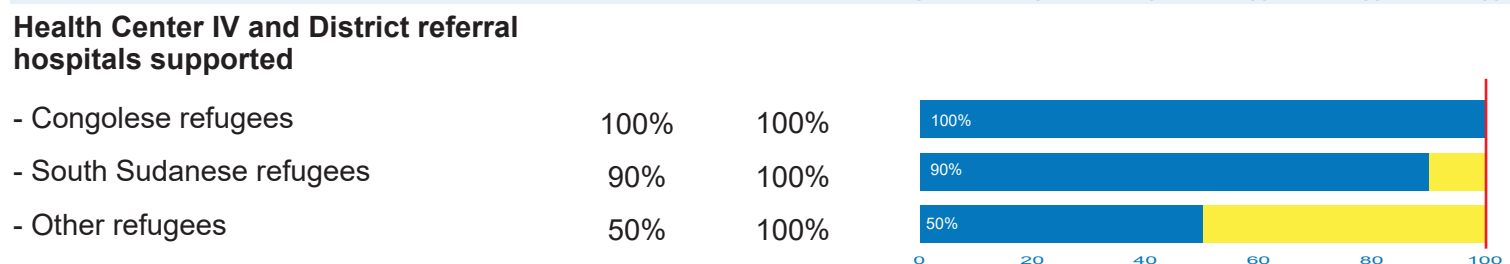 Health Center IV and District referral
hospitals supported
- Congolese refugees 100% 100% 100%
- South Sudanese refugees 90% 100% 90%
- Other refugees 50% 100% 50%
0 20 40 60 80 100